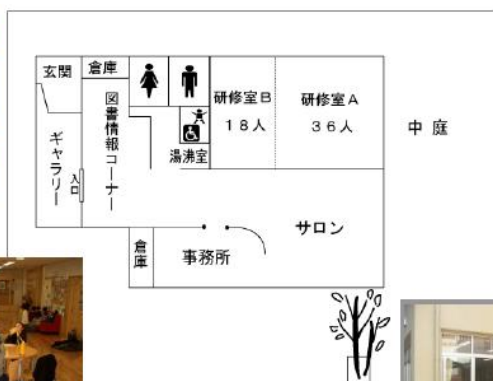 玄関
倉庫
研修室B
18人
研修室A
36人
中庭
図書情報コーナー
湯沸室
ギャラリー
入口
サロン
倉庫
事務所